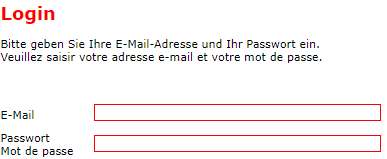 Login
Bitte geben Sie Ihre E-Mail-Adresse und Ihr Passwort ein.
Veuillez saisir votre adresse e-mail et votre mot de passe.
E-Mail
Passwort
Mot de passe